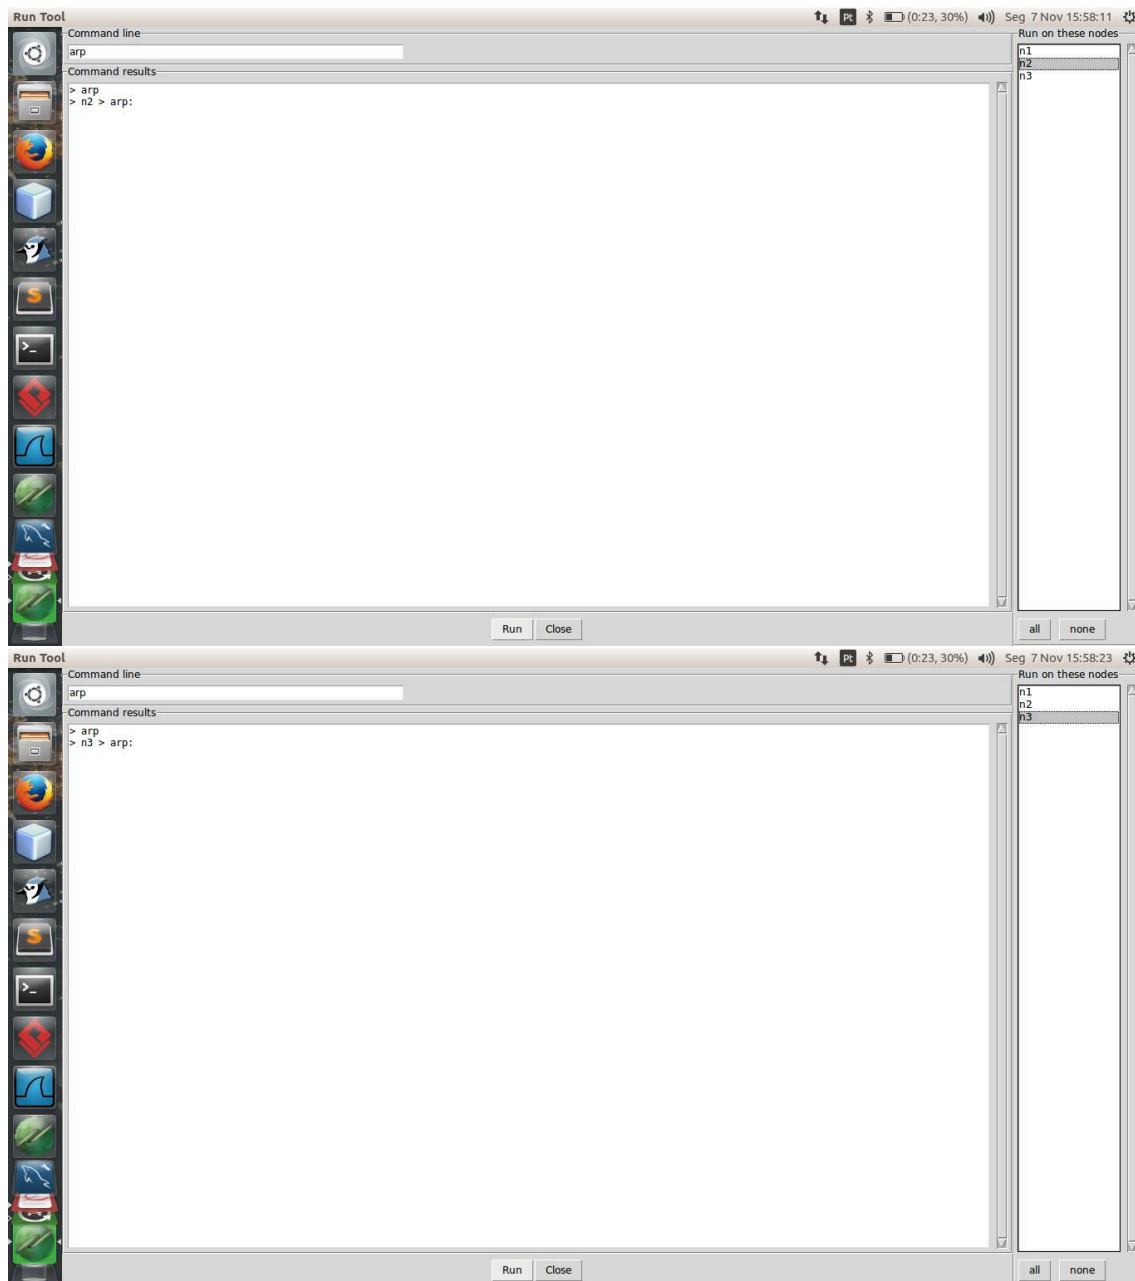 Run Tool
Pt (0:23, 30%) Seg 7 Nov 15:58:11
Command line
Run on these nodes
arp
n1
n2
n3
Command results
> arp
> n2 > arp:
S
>_
Run Close
all none
Run Tool
Pt (0:23, 30%) Seg 7 Nov 15:58:23
Command line
Run on these nodes
arp
n1
n2
n3
Command results
> arp
> n3 > arp:
S
>_
Run Close
all none